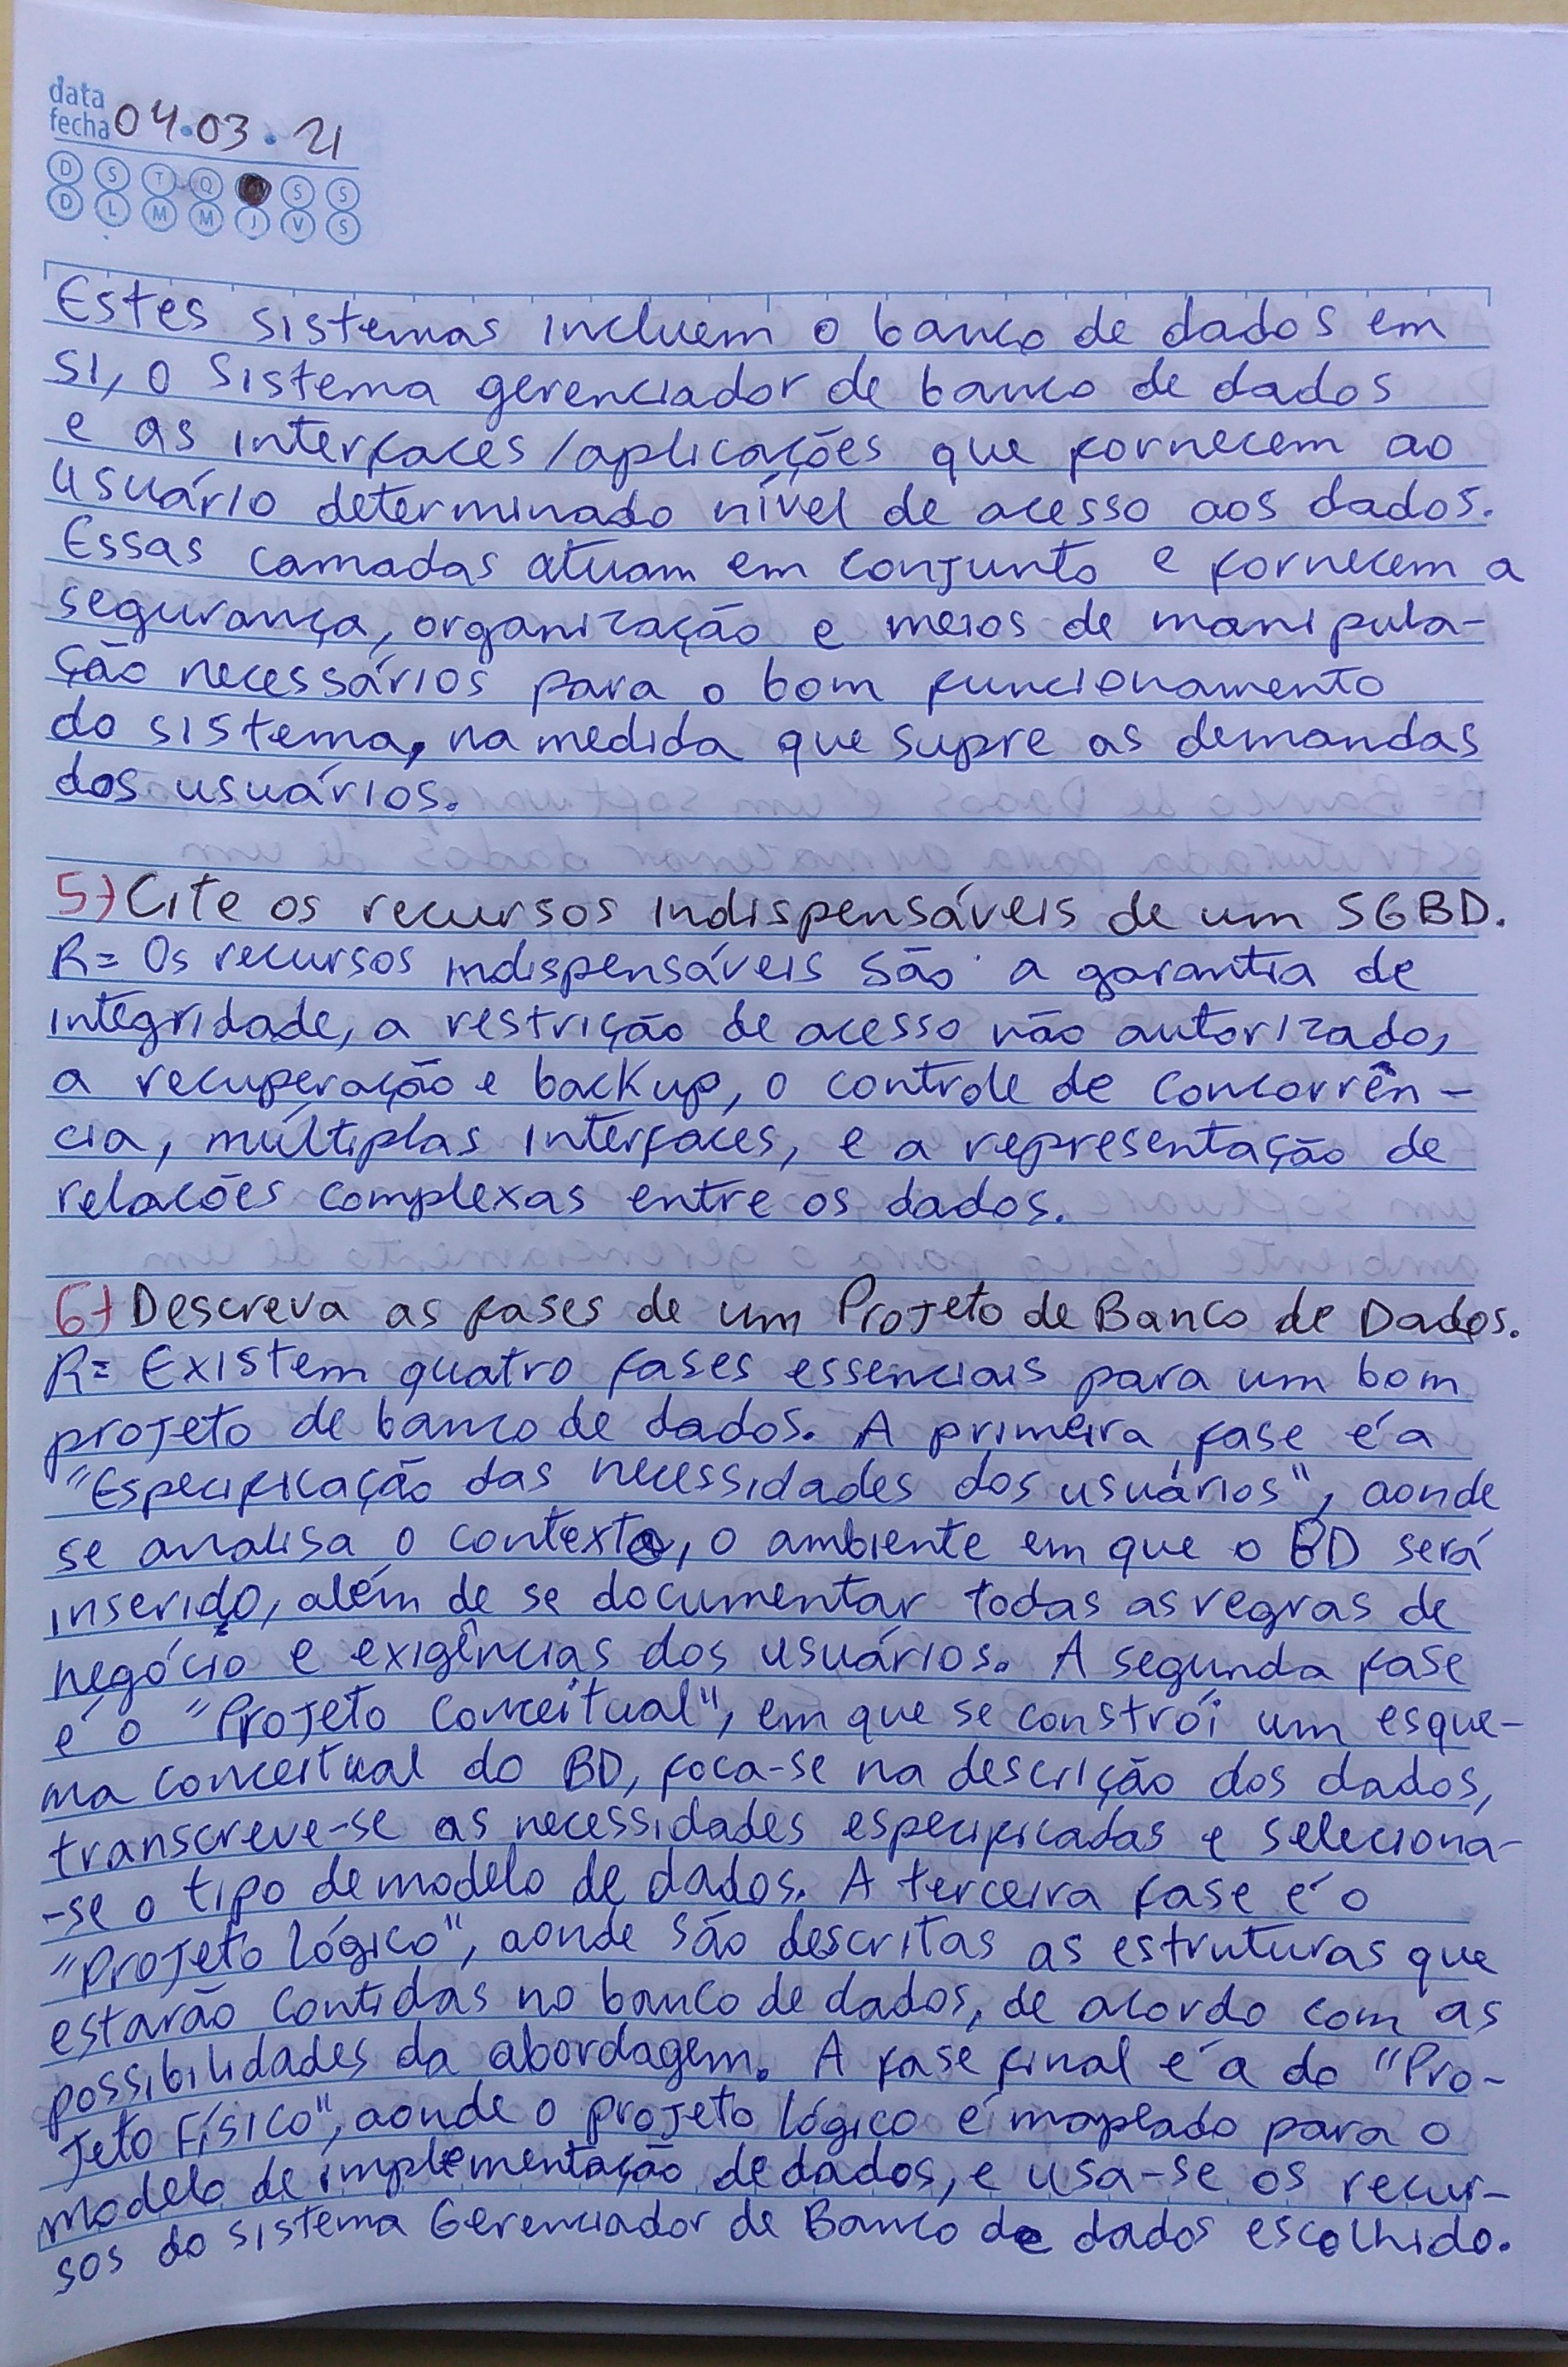 data
fecha 04.03.21
D S T Q S S
D L M M J V S
Estes sistemas incluem o banco de dados em
si, o sistema gerenciador de banco de dados
e as interfaces/aplicações que fornecem ao
usuário determinado nível de acesso aos dados.
Essas camadas atuam em conjunto e fornecem a
segurança, organização e meios de manipula-
ção necessários para o bom funcionamento
do sistema, na medida que supre as demandas
dos usuários.
5) Cite os recursos indispensáveis de um SGBD.
R= Os recursos indispensáveis são a garantia de
integridade, a restrição de acesso não autorizado,
a recuperação e backup, o controle de concorrên-
cia, múltiplas interfaces, e a representação de
relacões complexas entre os dados.
6) Descreva as fases de um Projeto de Banco de Dados.
R= Existem quatro fases essenciais para um bom
projeto de banco de dados. A primeira fase é a
"Especificação das necessidades dos usuários", aonde
se analisa o contexto, o ambiente em que o BD será
inserido, além de se documentar todas as regras de
negócio e exigências dos usuários. A segunda fase
é o "Projeto Conceitual", em que se constrói um esque-
ma conceitual do BD, foca-se na descrição dos dados,
transcreve-se as necessidades especificadas e seleciona-
-se o tipo de modelo de dados. A terceira fase é o
"Projeto Lógico", aonde são descritas as estruturas que
estarão contidas no banco de dados, de acordo com as
possibilidades da abordagem. A fase final é a do "Pro-
jeto Físico", aonde o projeto lógico é mapeado para o
modelo de implementação de dados, e usa-se os recur-
sos do sistema Gerenciador de Banco de dados escolhido.